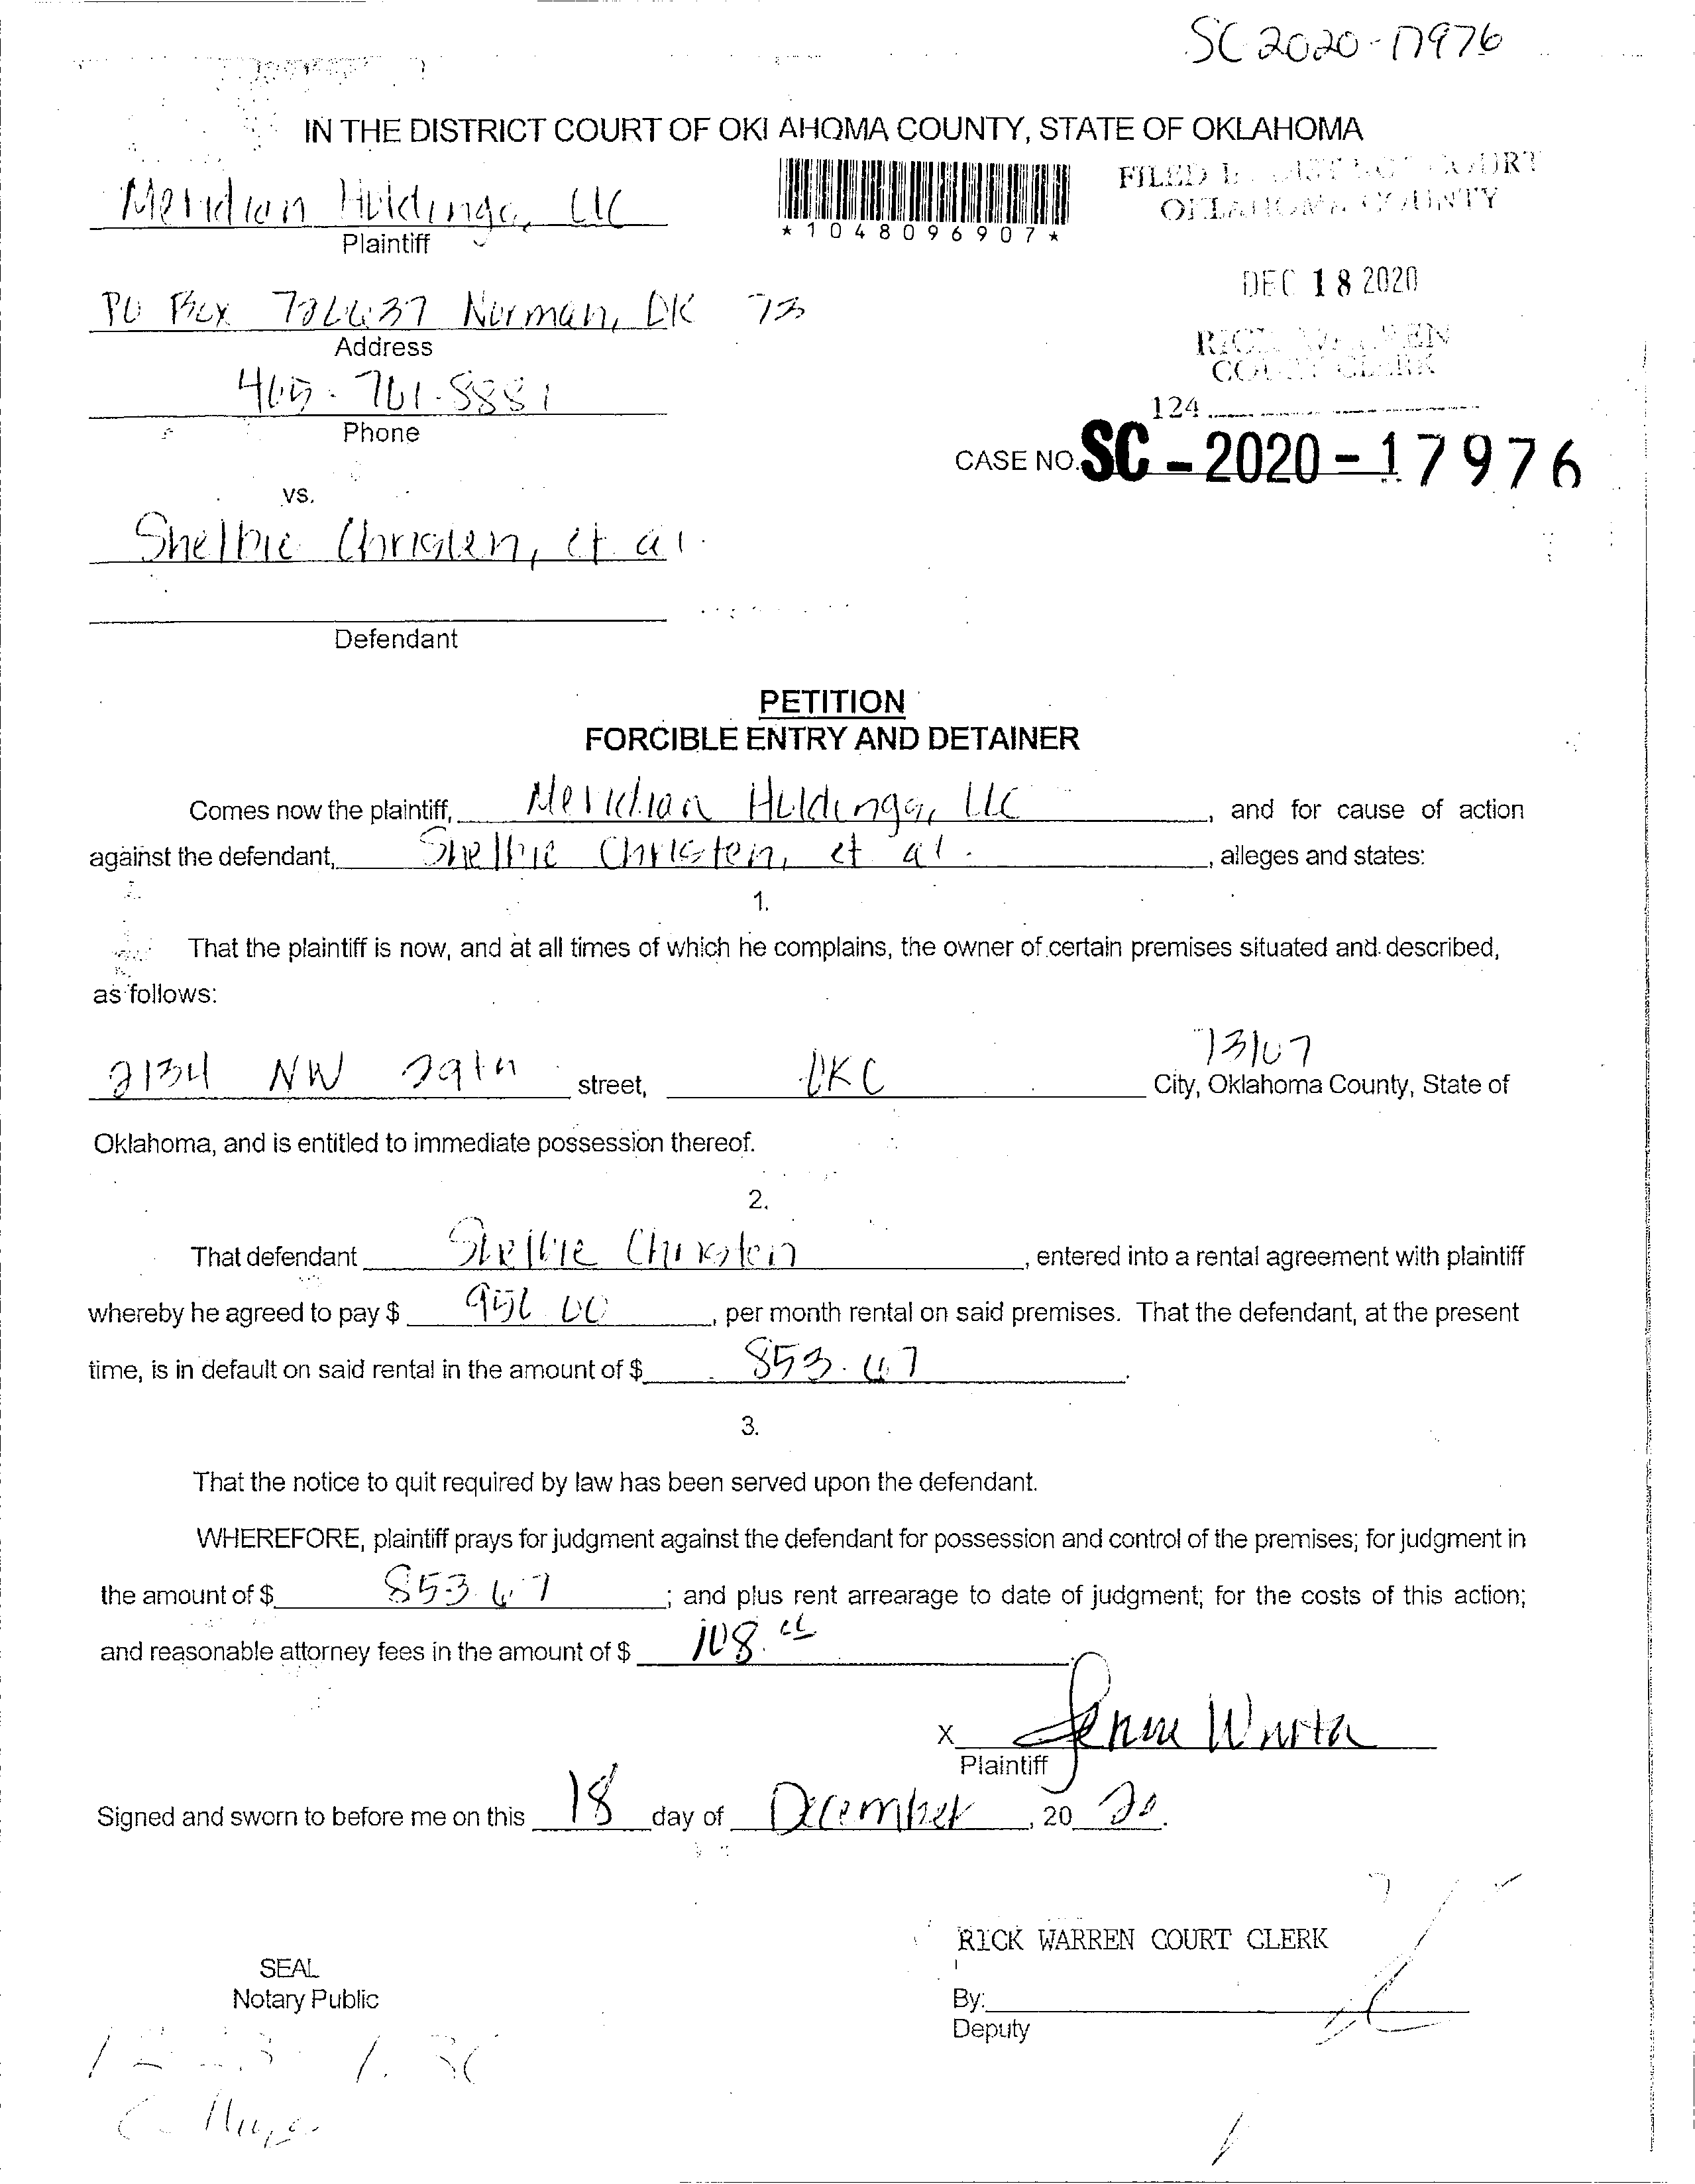 SC 2020-17976
IN THE DISTRICT COURT OF OKLAHOMA COUNTY, STATE OF OKLAHOMA
Meridian Holdings, LLC
Plaintiff
*1048096907*
FILED IN DISTRICT COURT
OKLAHOMA COUNTY
PO Box Norman, OK 73
Address
DEC 18 2020
RICK WARREN
COURT CLERK
405-761-8881
Phone
124
CASE NO. SC - 2020 - 17976
vs.
Shelbie Christen, et al.
Defendant
PETITION
FORCIBLE ENTRY AND DETAINER
Comes now the plaintiff, Meridian Holdings, LLC, and for cause of action
against the defendant, Shelbie Christen, et al., alleges and states:
1.
That the plaintiff is now, and at all times of which he complains, the owner of certain premises situated and described,
as follows:
73107
2134 NW 29th street, OKC City, Oklahoma County, State of
Oklahoma, and is entitled to immediate possession thereof.
2.
That defendant Shelbie Christen, entered into a rental agreement with plaintiff
whereby he agreed to pay $, per month rental on said premises. That the defendant, at the present
time, is in default on said rental in the amount of $ 853.67.
3.
That the notice to quit required by law has been served upon the defendant.
WHEREFORE, plaintiff prays for judgment against the defendant for possession and control of the premises; for judgment in
the amount of $ 853.67; and plus rent arrearage to date of judgment; for the costs of this action;
and reasonable attorney fees in the amount of $ 108.
X
Plaintiff
Signed and sworn to before me on this 18 day of December, 20 20.
RICK WARREN COURT CLERK
SEAL
Notary Public
By:
Deputy